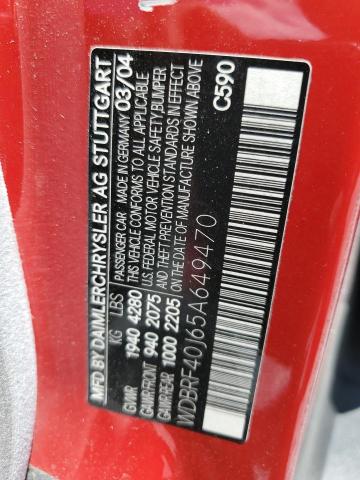 MFD BY DAIMLERCHRYSLER AG STUTTGART
PASSENGER CAR MADE IN GERMANY 03/04
THIS VEHICLE CONFORMS TO ALL APPLICABLE
U.S. FEDERAL MOTOR VEHICLE SAFETY, BUMPER
AND THEFT PREVENTION STANDARDS IN EFFECT ON THE
DATE OF MANUFACTURE SHOWN ABOVE
KG LBS
GVWR 1940 4280
GAWR/FRONT 940 2075
GAWR/REAR 1000 2205
WDBRF40J65A649470
C590